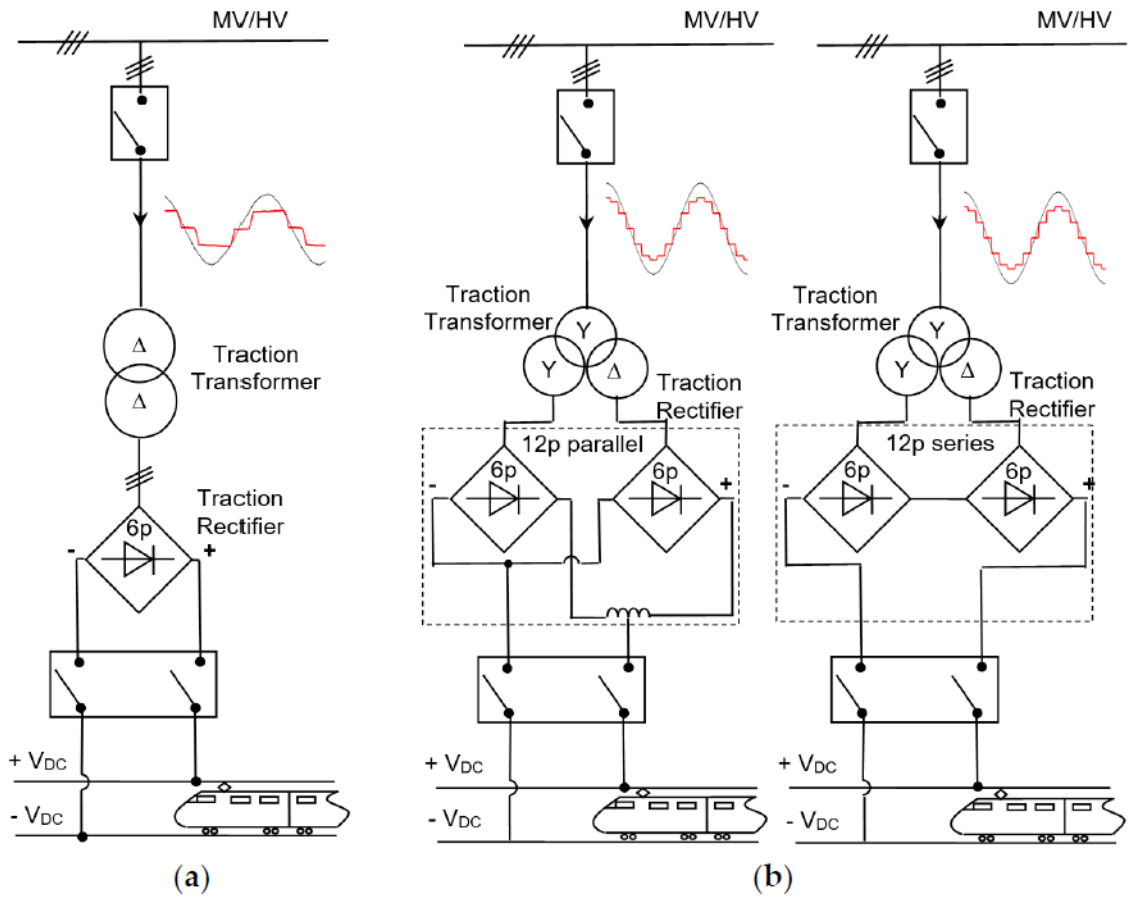 MV/HV
Δ
Δ
Traction
Transformer
Traction
Rectifier
6p
-
+
+ VDC
- VDC
(a)
MV/HV
Traction
Transformer
Y
Y
Δ
Traction
Rectifier
12p parallel
6p
6p
-
+
+ VDC
- VDC
MV/HV
Traction
Transformer
Y
Y
Δ
Traction
Rectifier
12p series
6p
6p
-
+
+ VDC
- VDC
(b)